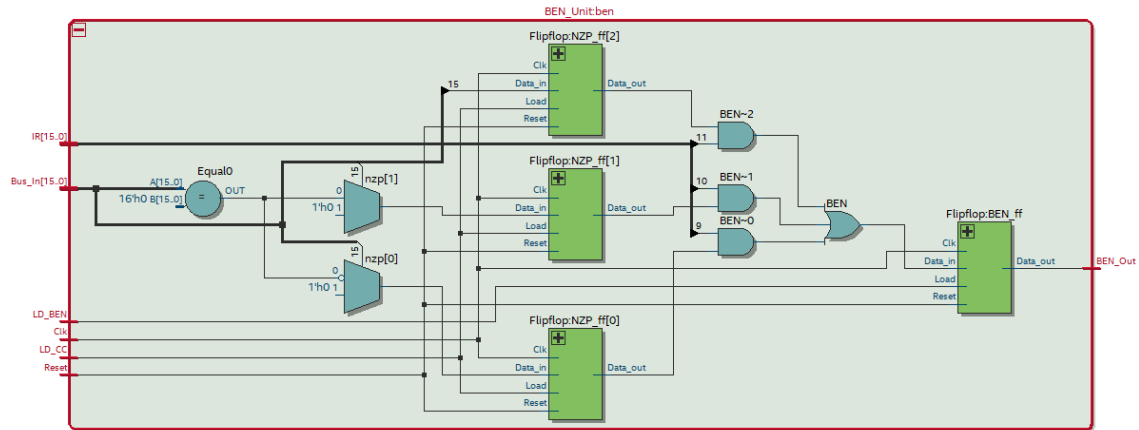 BEN_Unit:ben
Flipflop:NZP_ff[2]
Clk
Data_in
Data_out
Load
Reset
15
BEN~2
11
IR[15..0]
Bus_In[15..0]
Equal0
A[15..0]
OUT
16'h0 B[15..0]
15
nzp[1]
0
1'h0 1
Flipflop:NZP_ff[1]
Clk
Data_in
Data_out
Load
Reset
10
BEN~1
9
BEN~0
BEN
Flipflop:BEN_ff
Clk
Data_in
Data_out
Load
Reset
BEN_Out
15
nzp[0]
0
1'h0 1
LD_BEN
Clk
LD_CC
Reset
Flipflop:NZP_ff[0]
Clk
Data_in
Data_out
Load
Reset